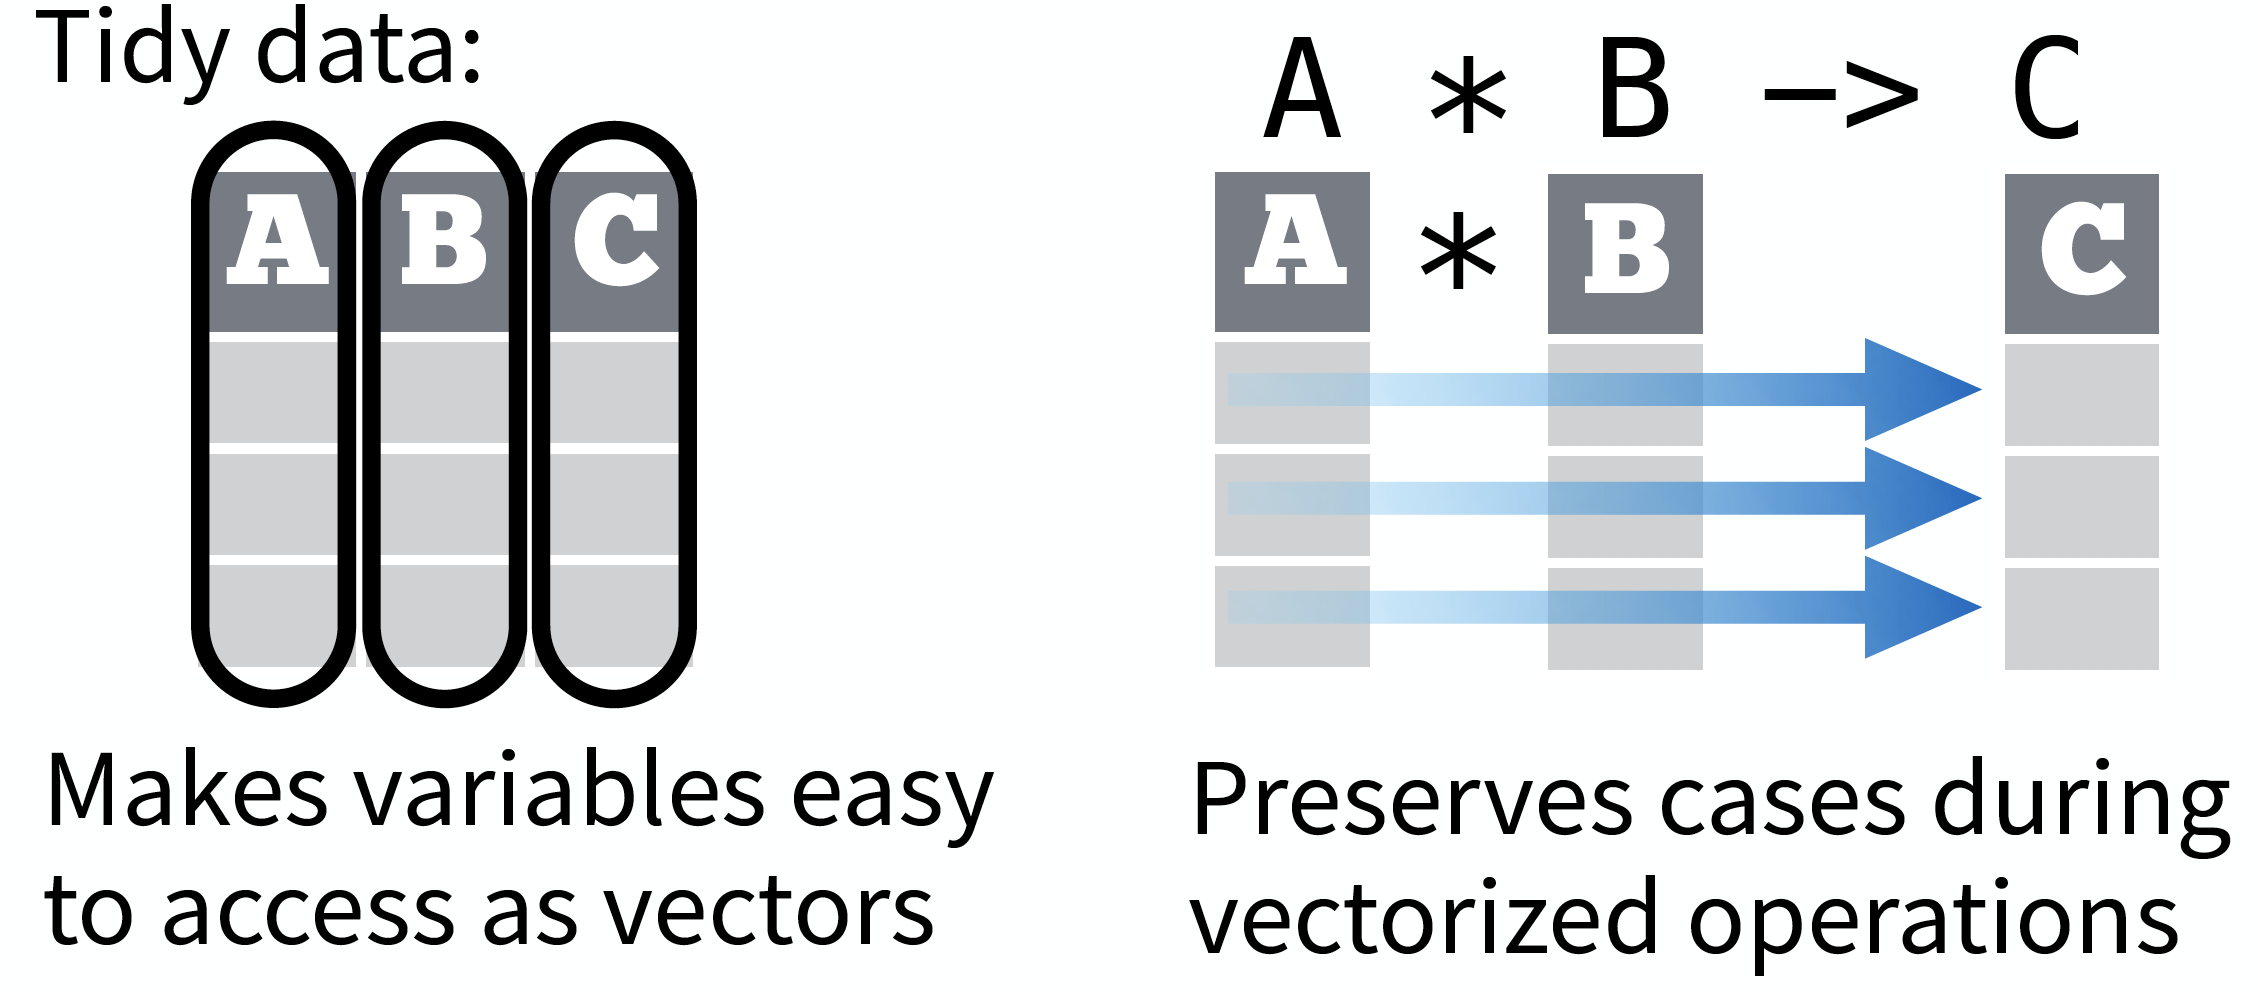 Tidy data:
A B C
Makes variables easy
to access as vectors
A * B -> C
A * B C
Preserves cases during
vectorized operations